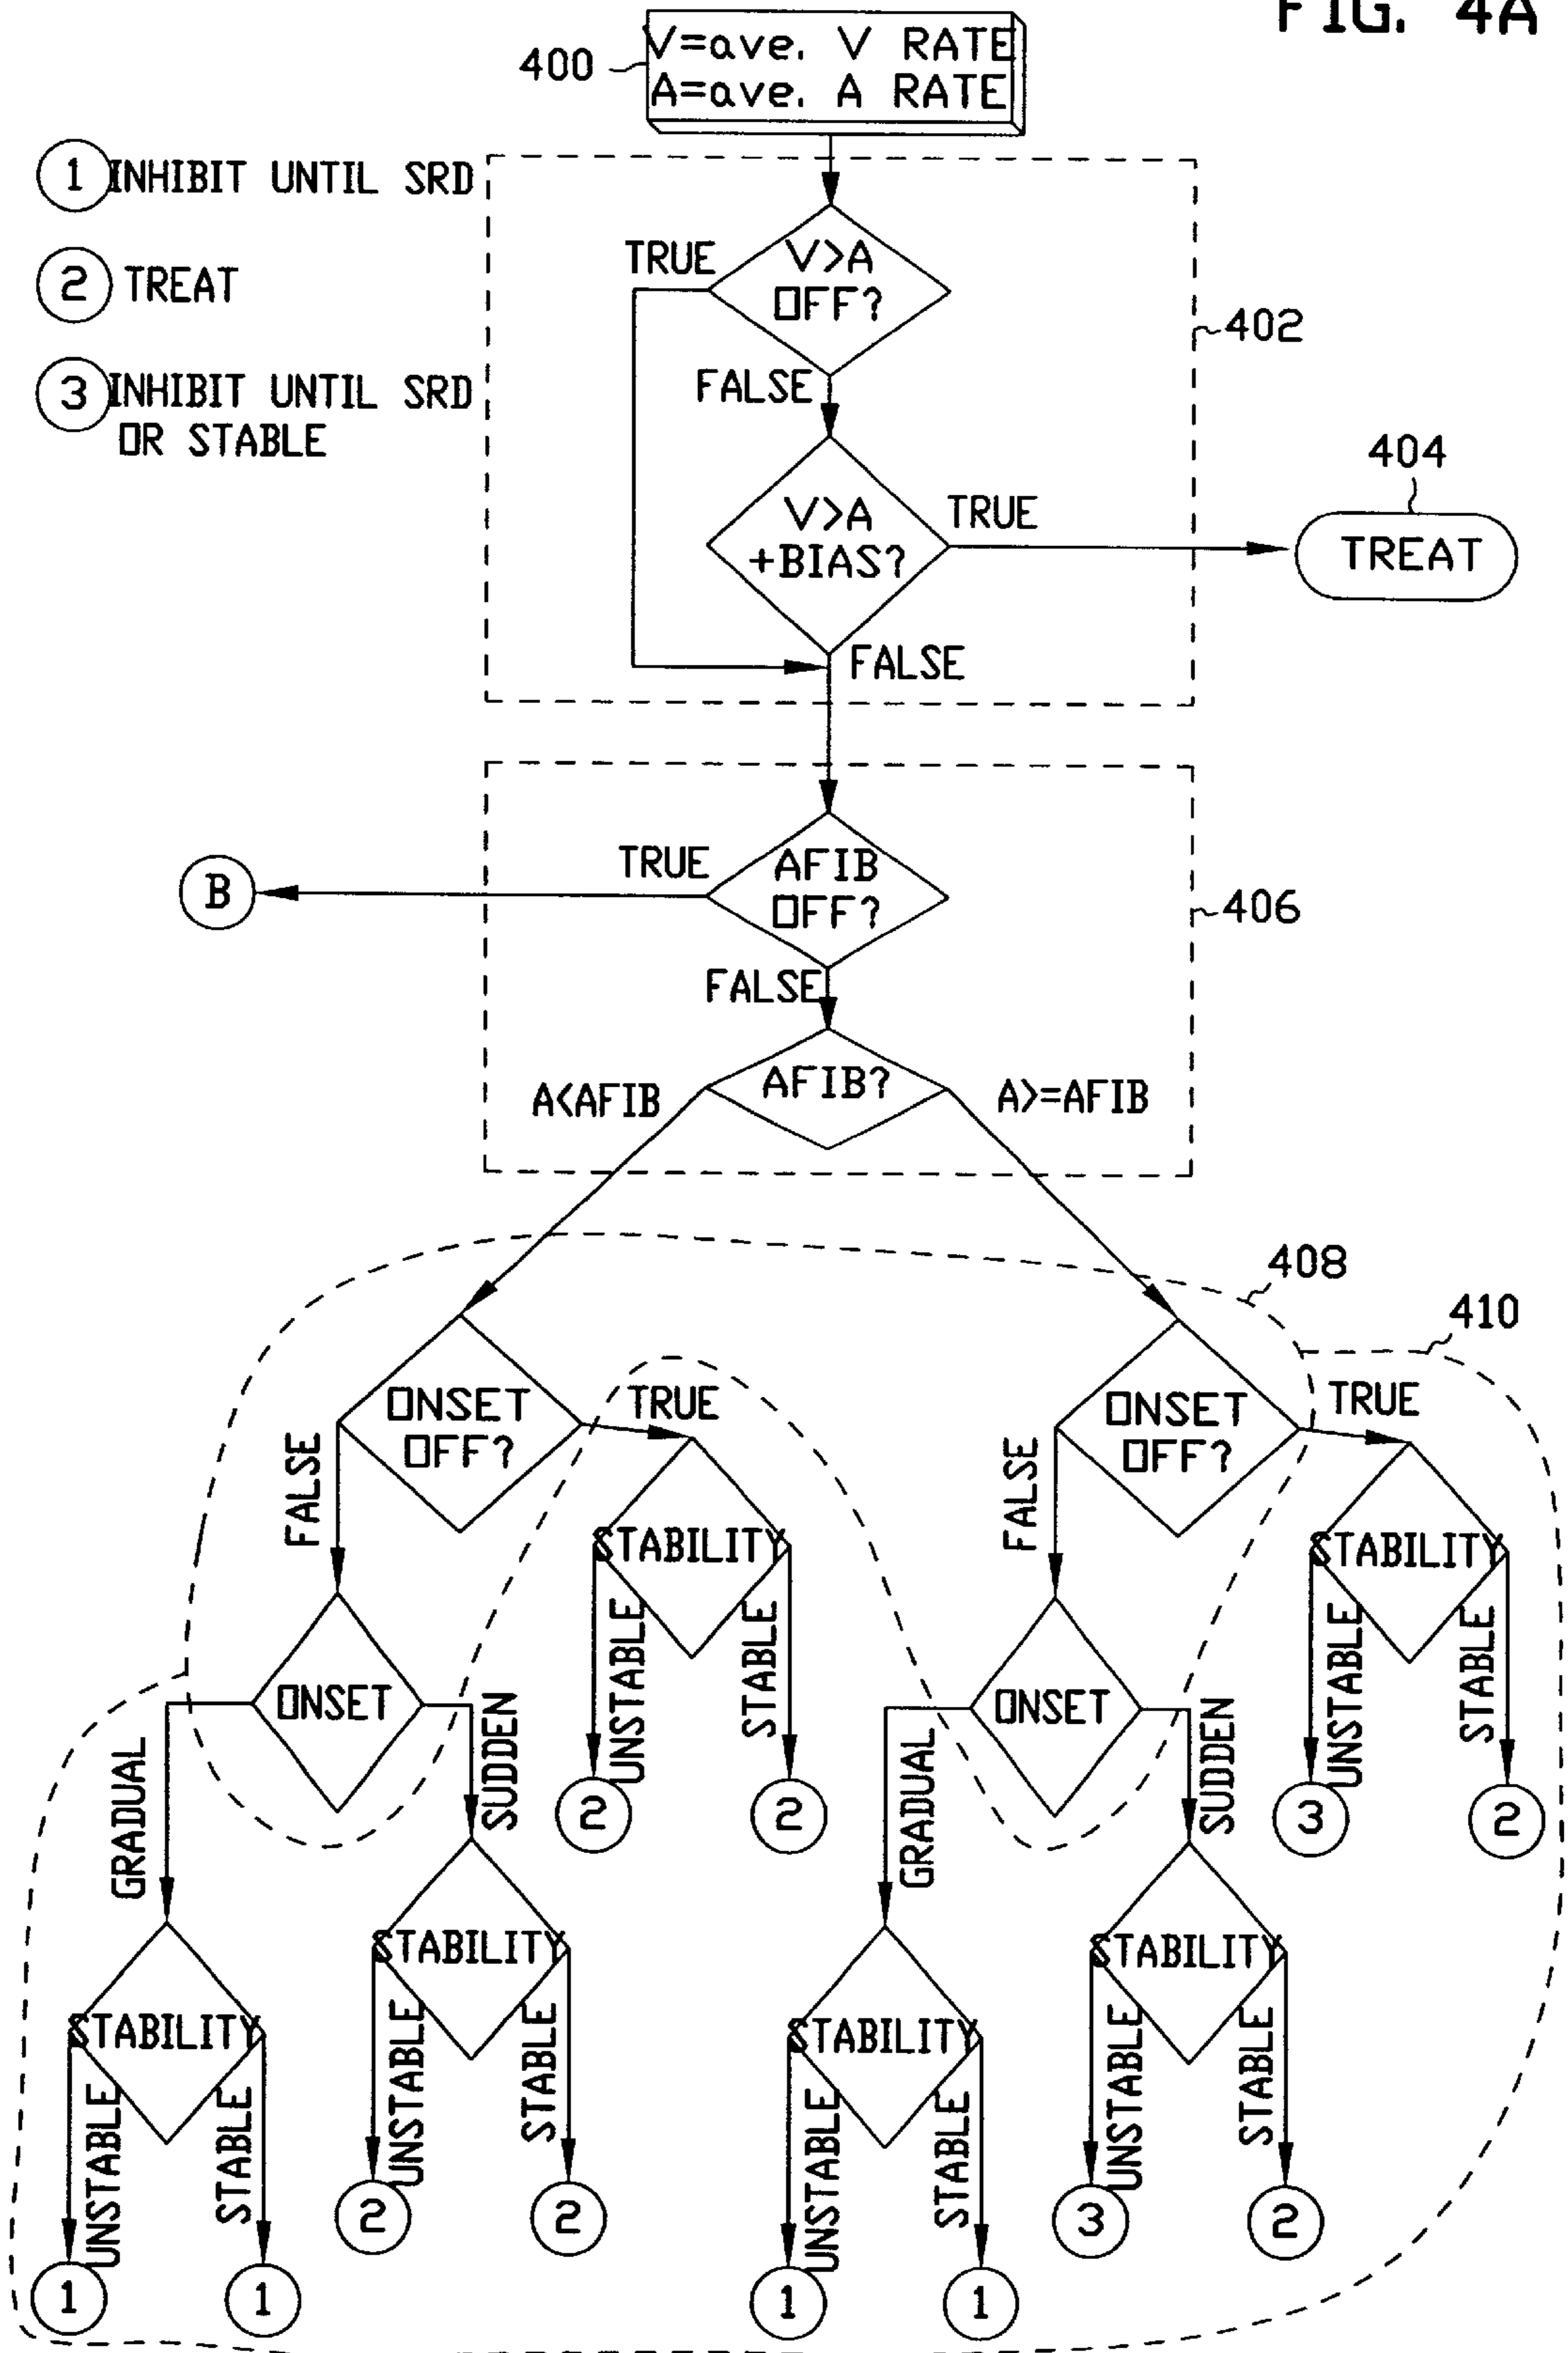 FIG. 4A
400
V=ave. V RATE
A=ave. A RATE
1 INHIBIT UNTIL SRD
2 TREAT
3 INHIBIT UNTIL SRD
OR STABLE
TRUE
V>A
OFF?
402
FALSE
V>A
+BIAS?
TRUE
404
TREAT
FALSE
B
TRUE
AFIB
OFF?
406
FALSE
A<AFIB
AFIB?
A>=AFIB
408
410
ONSET
OFF?
TRUE
FALSE
STABILITY
UNSTABLE
STABLE
2
2
ONSET
GRADUAL
SUDDEN
STABILITY
UNSTABLE
STABLE
1
1
STABILITY
UNSTABLE
STABLE
2
2
ONSET
OFF?
TRUE
FALSE
STABILITY
UNSTABLE
STABLE
3
2
ONSET
GRADUAL
SUDDEN
STABILITY
UNSTABLE
STABLE
1
1
STABILITY
UNSTABLE
STABLE
3
2